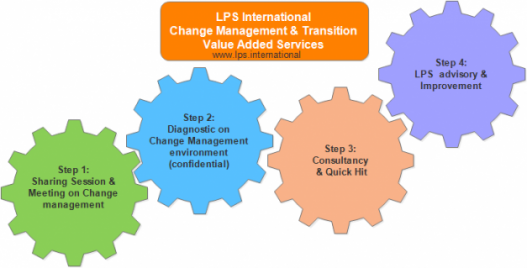 LPS International
Change Management & Transition
Value Added Services
www.lps.international
Step 1:
Sharing Session &
Meeting on Change
management
Step 2:
Diagnostic on
Change Management
environment
(confidential)
Step 3:
Consultancy
& Quick Hit
Step 4:
LPS advisory &
Improvement